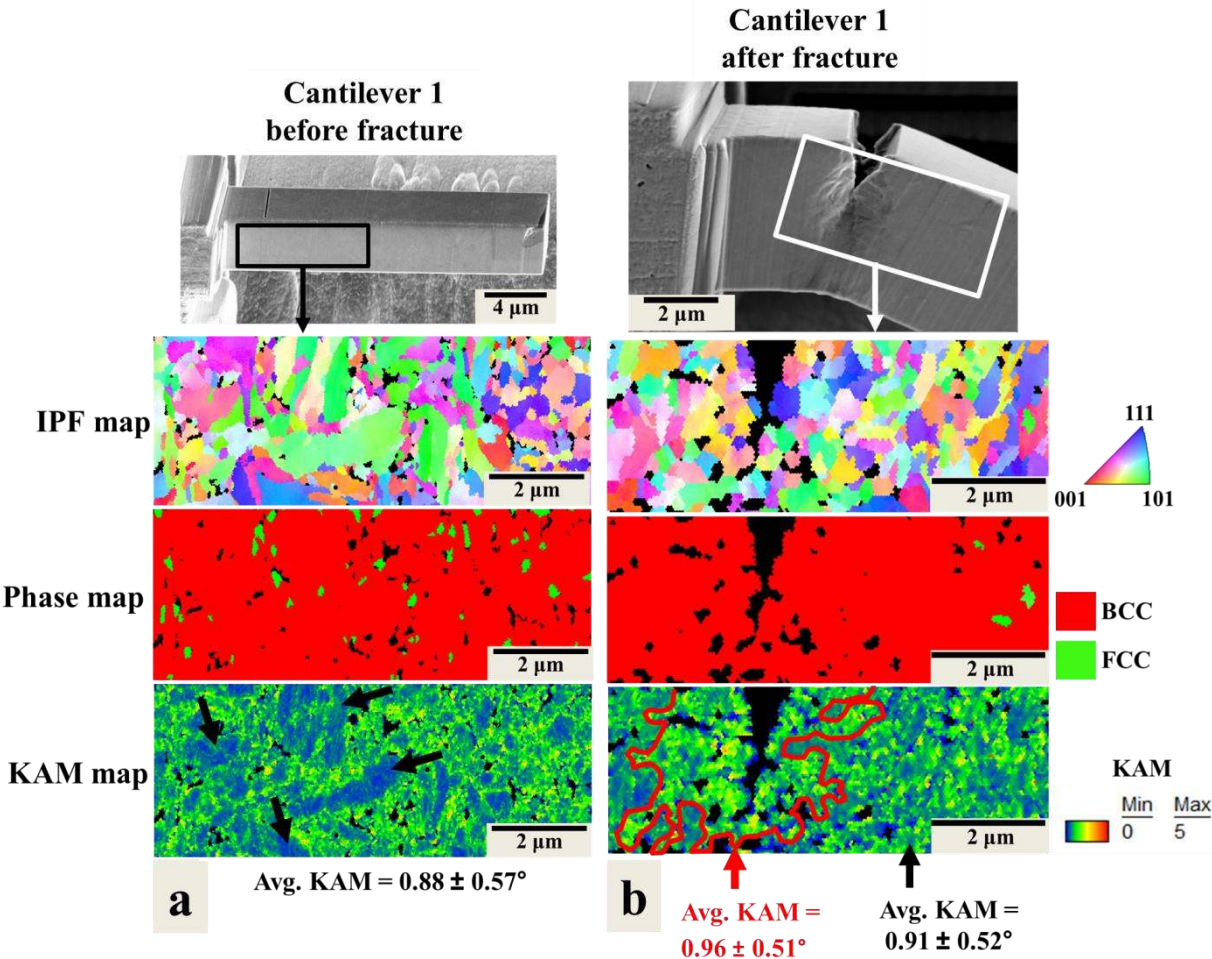 Cantilever 1
before fracture
Cantilever 1
after fracture
4 µm
2 µm
IPF map
2 µm
2 µm
111
001
101
Phase map
2 µm
2 µm
BCC
FCC
KAM map
2 µm
2 µm
KAM
Min
Max
0
5
a
Avg. KAM = 0.88 ± 0.57°
b
Avg. KAM =
0.96 ± 0.51°
Avg. KAM =
0.91 ± 0.52°